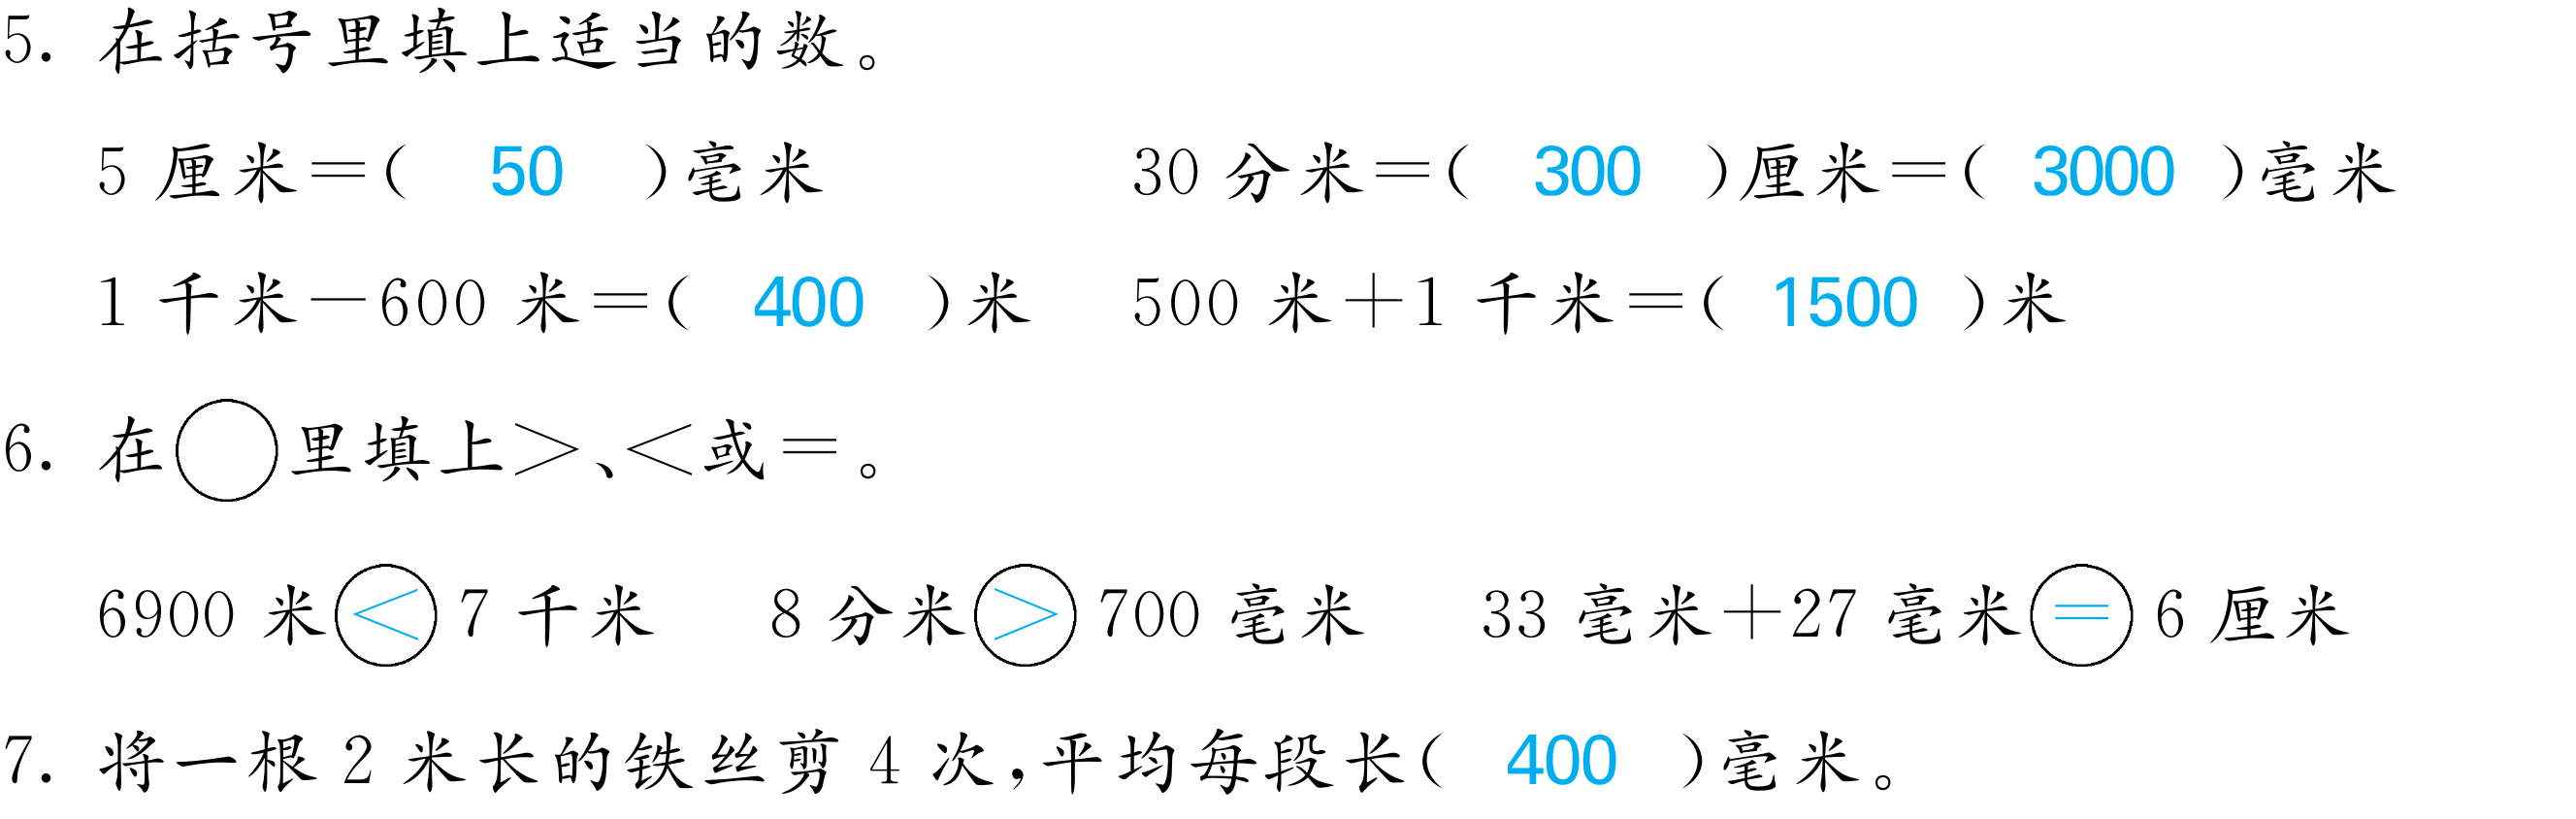 5. 在括号里填上适当的数。
5 厘米=( 50 )毫米 30 分米=( 300 )厘米=( 3000 )毫米
1 千米-600 米=( 400 )米 500 米+1 千米=( 1500 )米
6. 在○里填上>、<或=。
6900 米<7 千米 8 分米>700 毫米 33 毫米+27 毫米=6 厘米
7. 将一根 2 米长的铁丝剪 4 次,平均每段长( 400 )毫米。